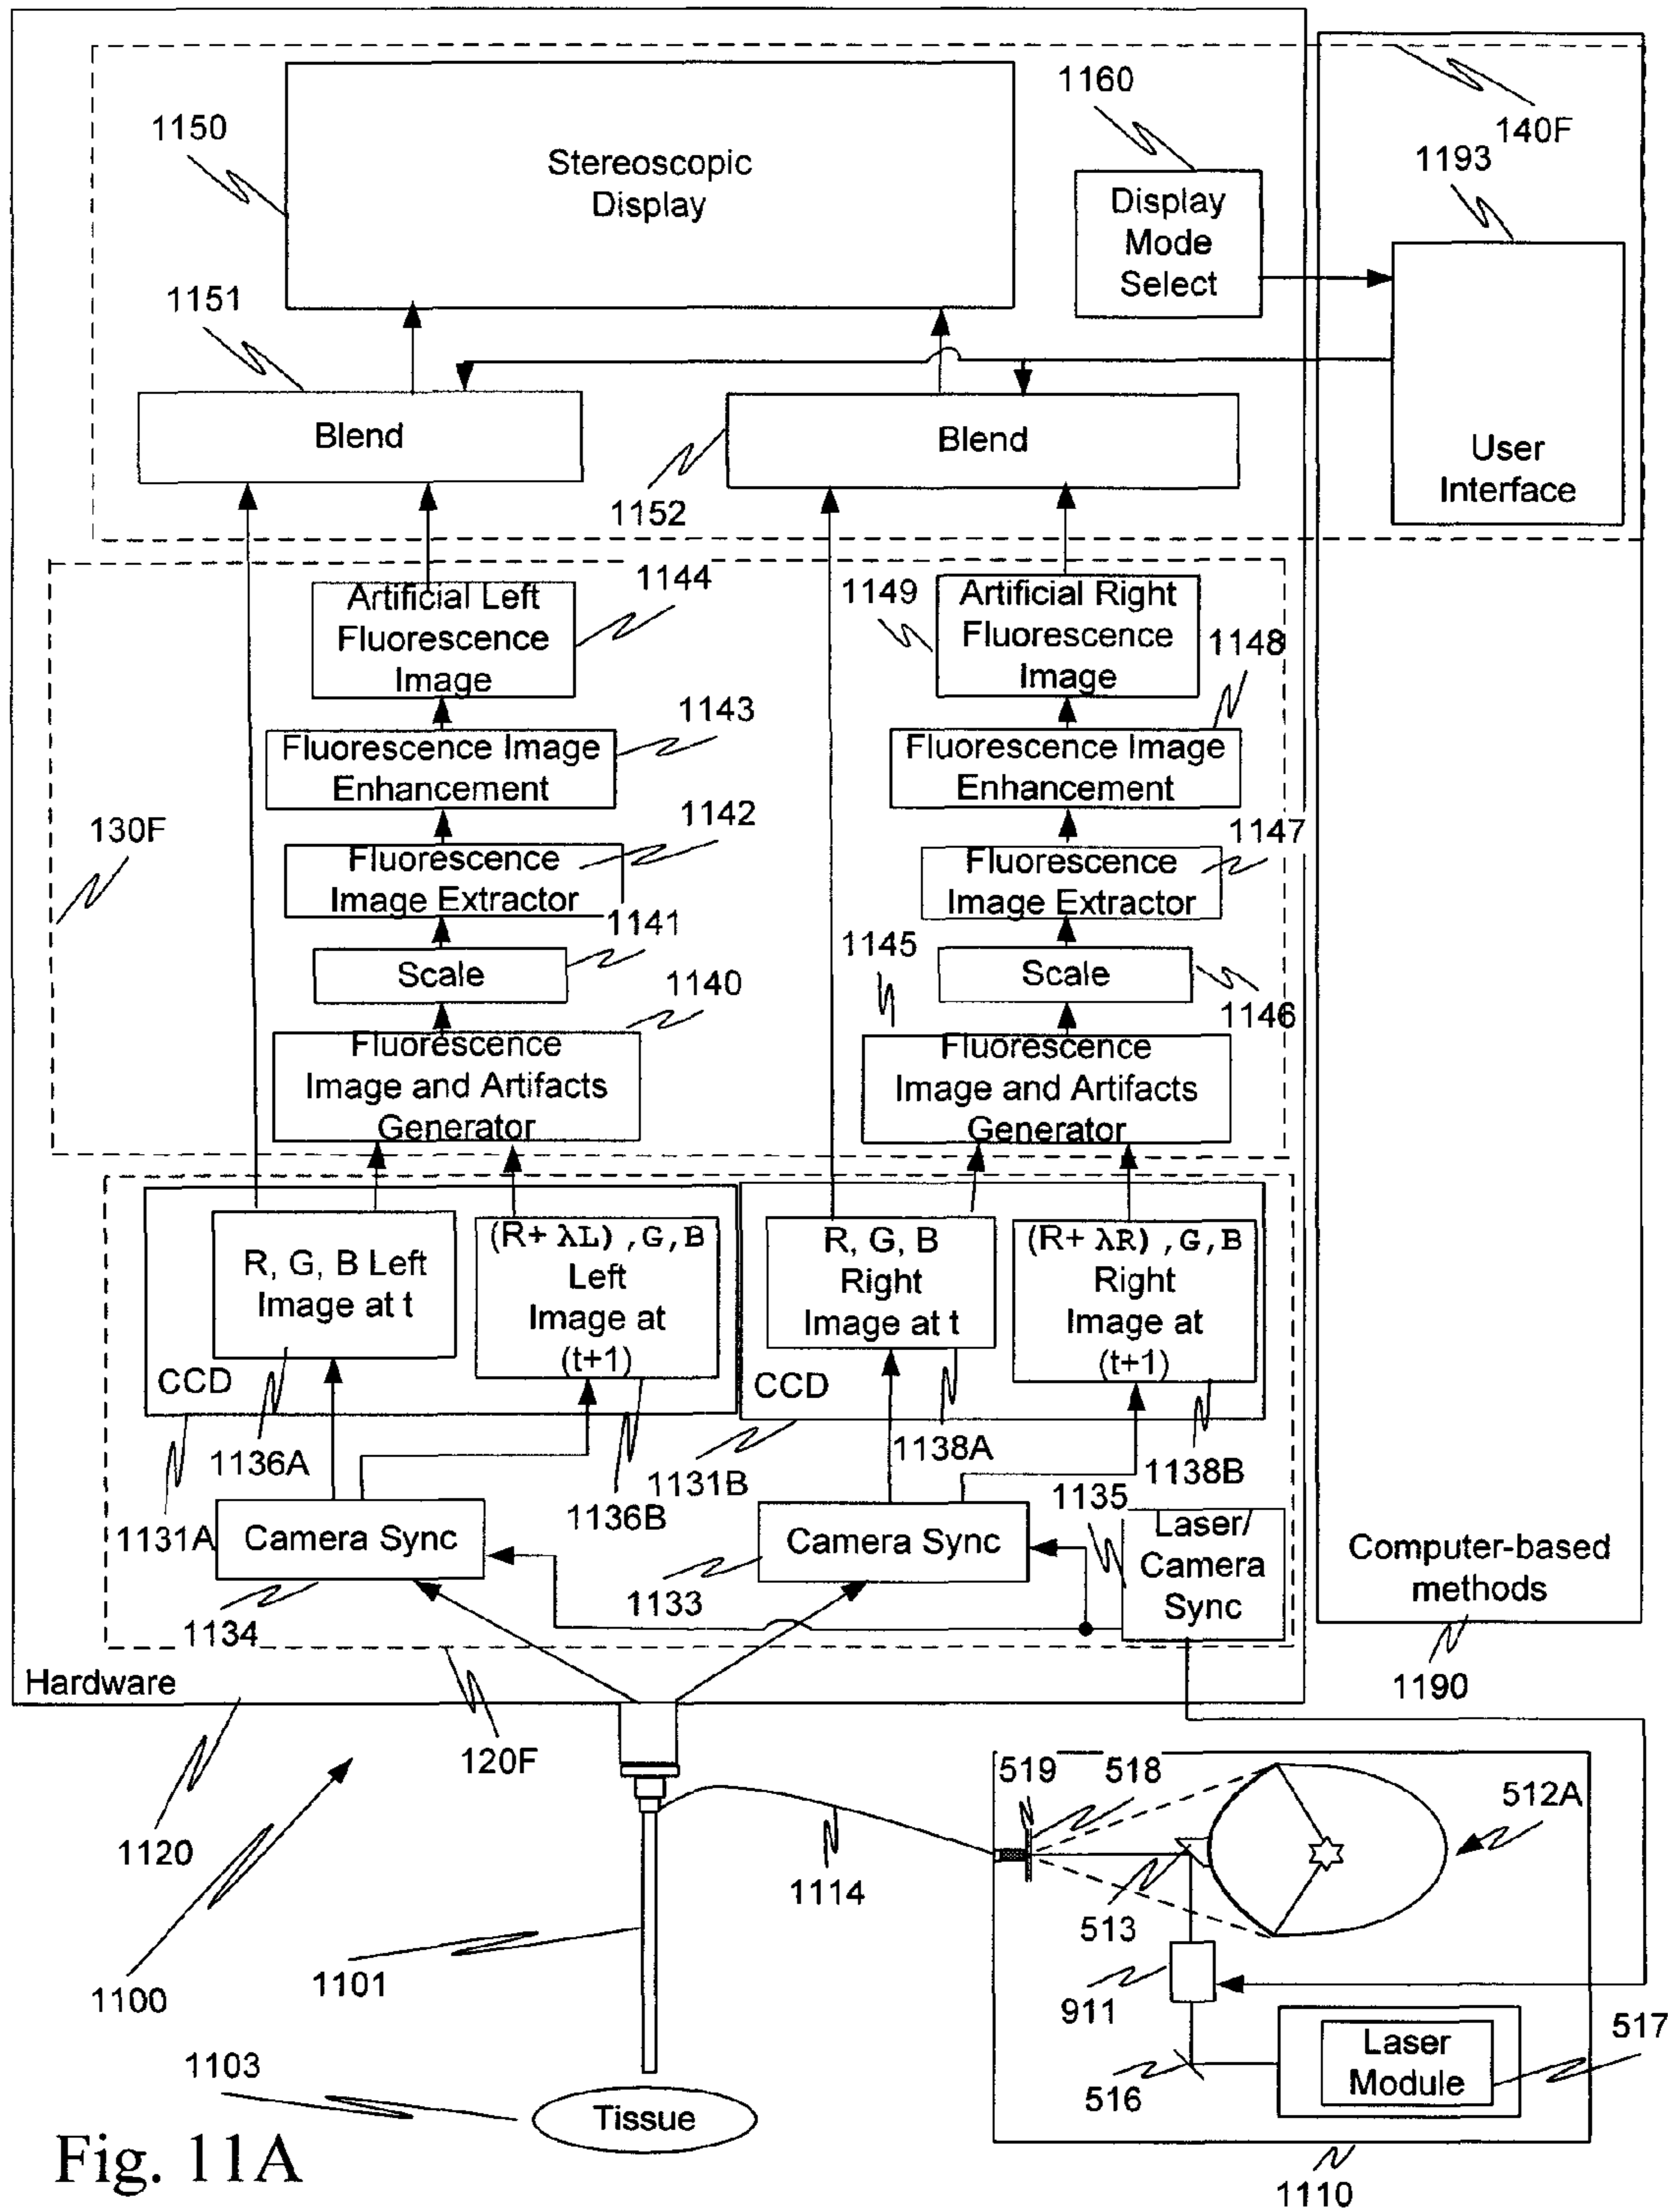 1160
140F
1150
Stereoscopic
Display
Display
Mode
Select
1193
1151
Blend
Blend
1152
User
Interface
Artificial Left
Fluorescence
Image
1144
1149
Artificial Right
Fluorescence
Image
1148
1143
Fluorescence Image
Enhancement
Fluorescence Image
Enhancement
130F
1142
Fluorescence
Image Extractor
1147
Fluorescence
Image Extractor
1141
Scale
1145
Scale
1140
1146
Fluorescence
Image and Artifacts
Generator
Fluorescence
Image and Artifacts
Generator
R, G, B Left
Image at t
(R+ λL) ,G,B
Left
Image at
(t+1)
R, G, B
Right
Image at t
(R+ λR) ,G,B
Right
Image at
(t+1)
CCD
CCD
1136A
1138A
1131B
1138B
1135
1131A
1136B
Camera Sync
Camera Sync
Laser/
Camera
Sync
Computer-based
methods
1133
1134
Hardware
1190
120F
519
518
512A
1120
1114
513
1101
1100
911
517
Laser
Module
516
1103
Tissue
Fig. 11A
1110